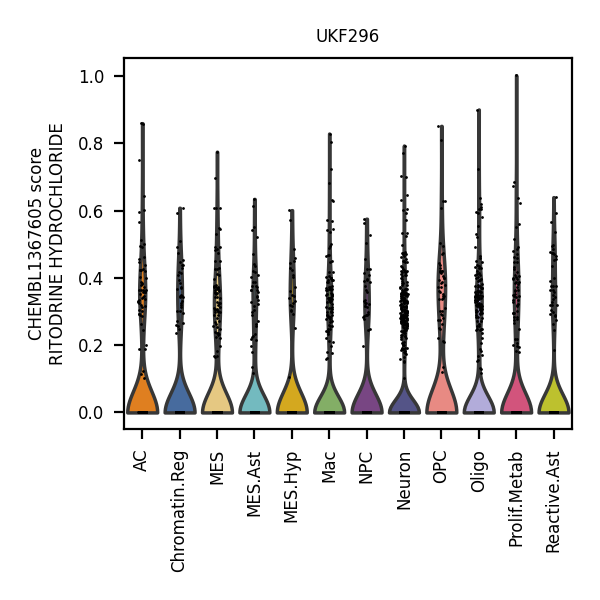 UKF296
CHEMBL1367605 score
RITODRINE HYDROCHLORIDE
1.0
0.8
0.6
0.4
0.2
0.0
AC
Chromatin.Reg
MES
MES.Ast
MES.Hyp
Mac
NPC
Neuron
OPC
Oligo
Prolif.Metab
Reactive.Ast